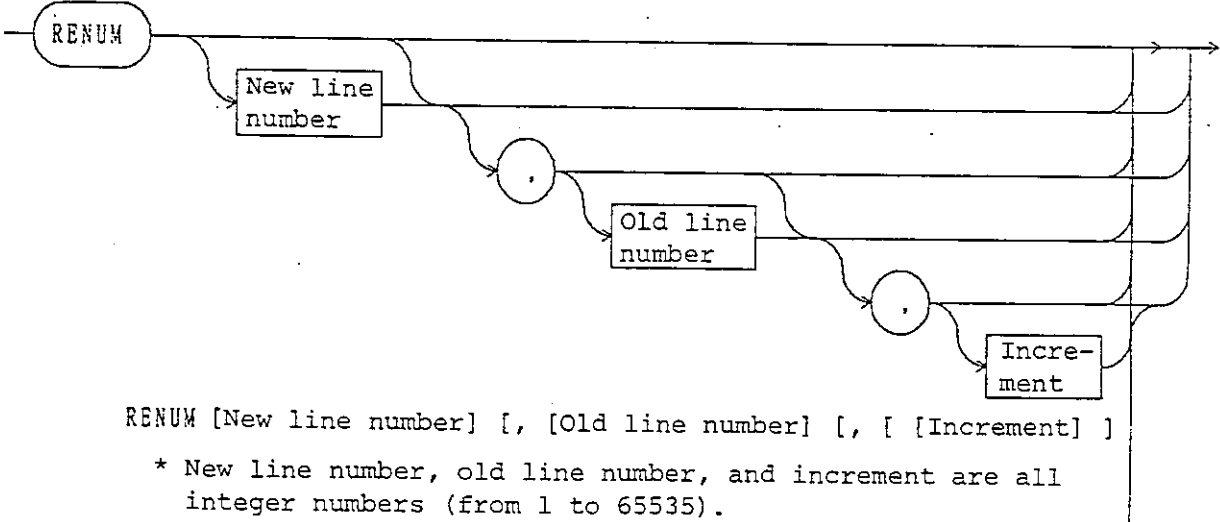 RENUM
New line
number
,
Old line
number
,
Incre-
ment
RENUM [New line number] [, [Old line number] [, [ [Increment] ]
* New line number, old line number, and increment are all
integer numbers (from 1 to 65535).